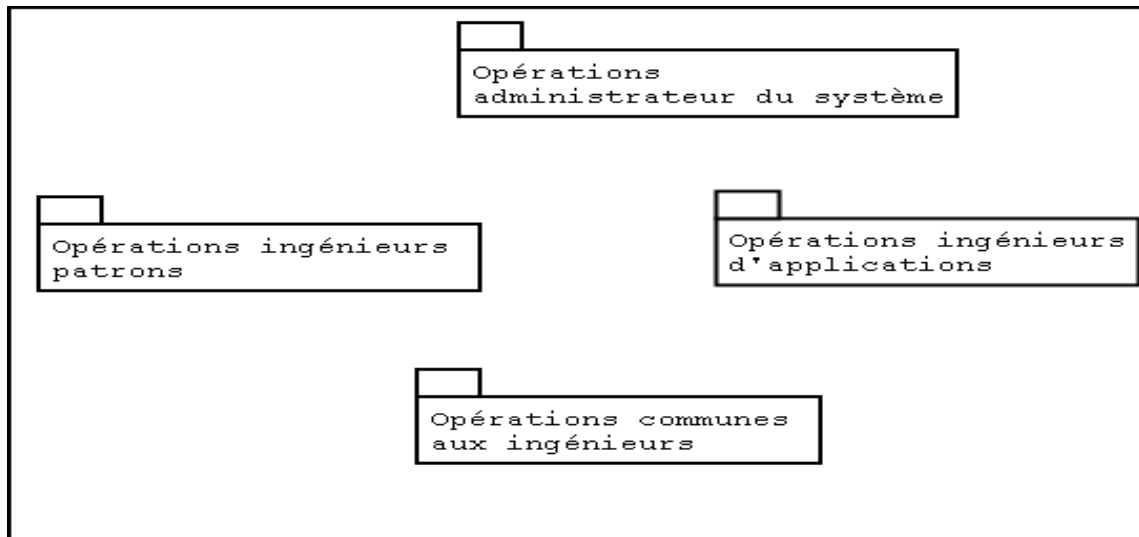 Opérations
administrateur du système
Opérations ingénieurs
patrons
Opérations ingénieurs
d'applications
Opérations communes
aux ingénieurs